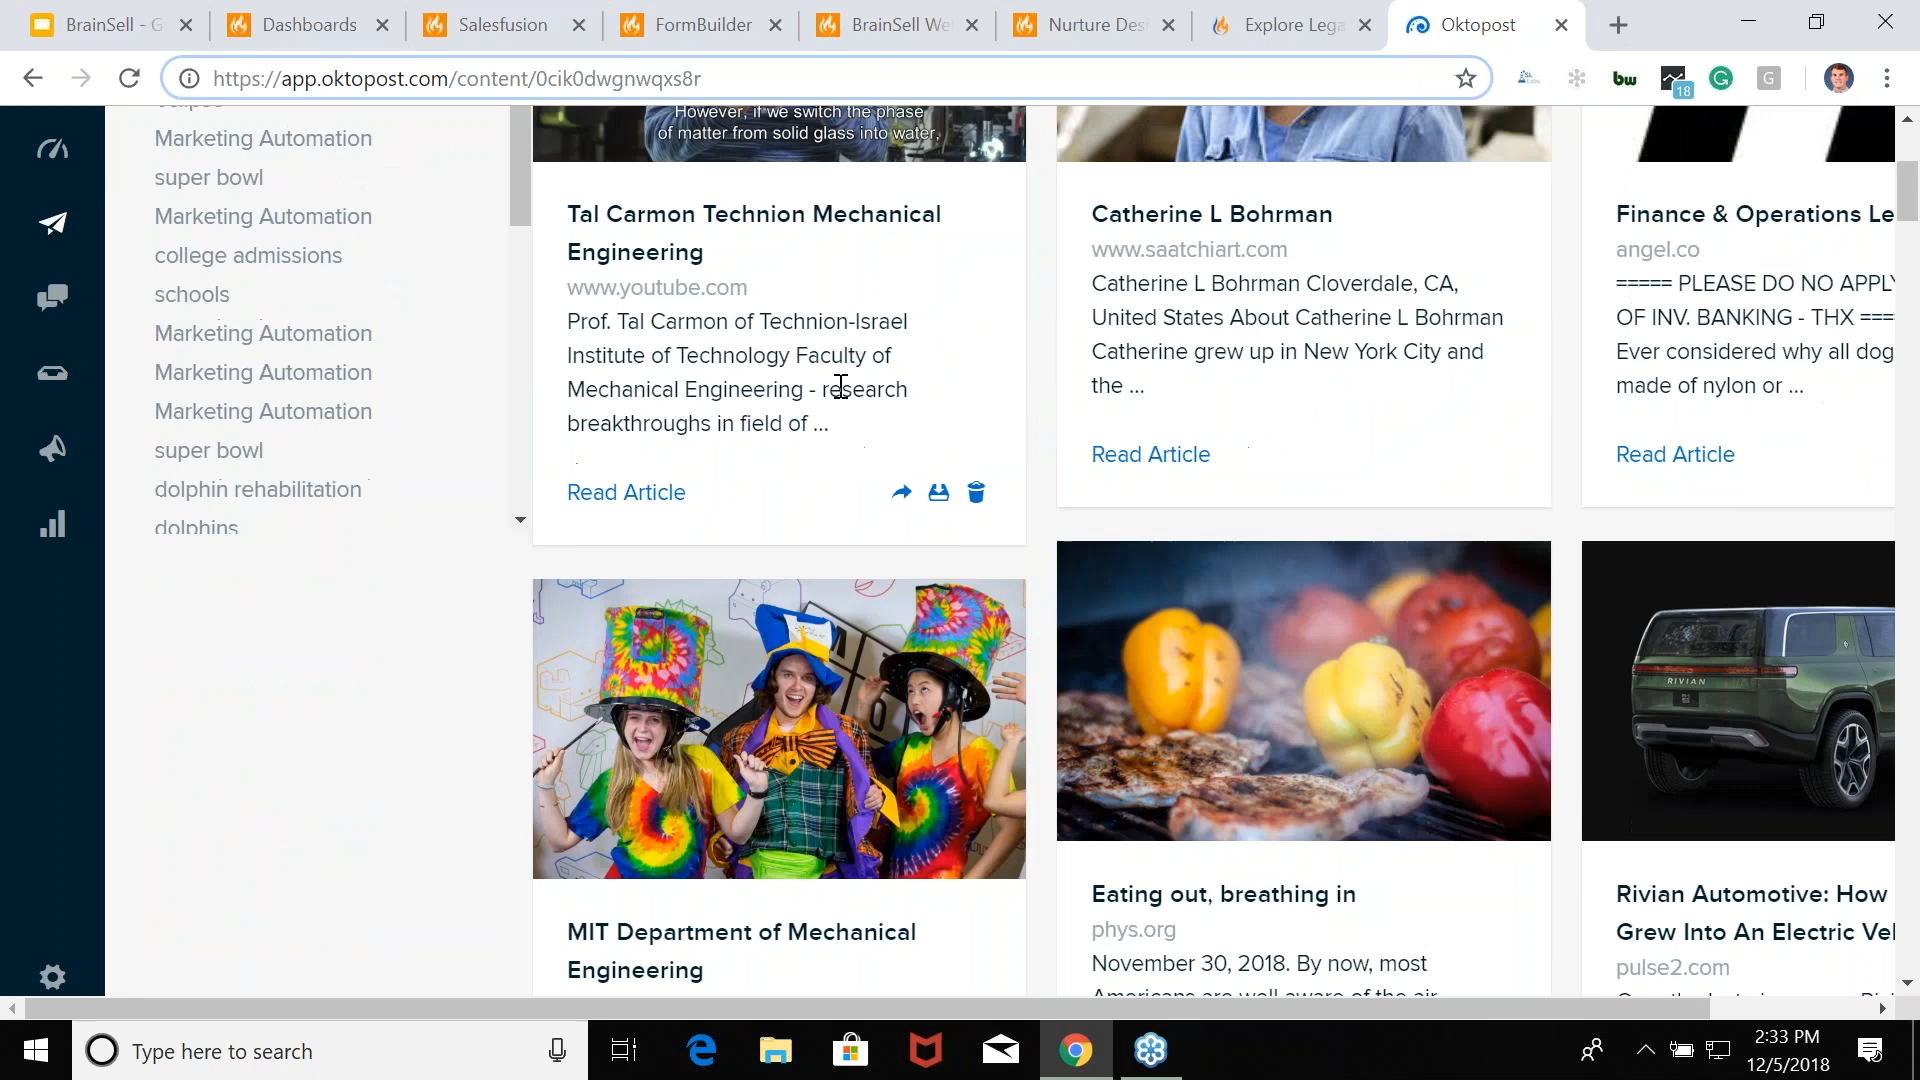 BrainSell - G
Dashboards
Salesfusion
FormBuilder
BrainSell We
Nurture Des
Explore Lega
Oktopost
https://app.oktopost.com/content/0cik0dwgnwqxs8r
bw
18
G
Marketing Automation
super bowl
Marketing Automation
college admissions
schools
Marketing Automation
Marketing Automation
Marketing Automation
super bowl
dolphin rehabilitation
dolphins
However, if we switch the phase
of matter from solid glass into water,
Tal Carmon Technion Mechanical
Engineering
www.youtube.com
Prof. Tal Carmon of Technion-Israel
Institute of Technology Faculty of
Mechanical Engineering - research
breakthroughs in field of ...
Read Article
MIT Department of Mechanical
Engineering
Catherine L Bohrman
www.saatchiart.com
Catherine L Bohrman Cloverdale, CA,
United States About Catherine L Bohrman
Catherine grew up in New York City and
the ...
Read Article
Eating out, breathing in
phys.org
November 30, 2018. By now, most
Americans are well aware of the air
Finance & Operations Le
angel.co
===== PLEASE DO NO APPLY
OF INV. BANKING - THX ===
Ever considered why all dog
made of nylon or ...
Read Article
RIVIAN
Rivian Automotive: How
Grew Into An Electric Vel
pulse2.com
Type here to search
2:33 PM
12/5/2018